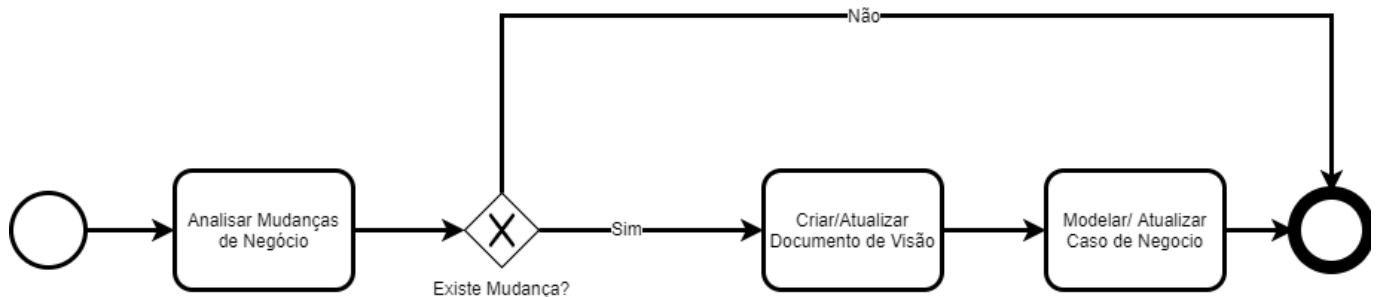 Não
Analisar Mudanças
de Negócio
Sim
Criar/Atualizar
Documento de Visão
Modelar/ Atualizar
Caso de Negocio
Existe Mudança?